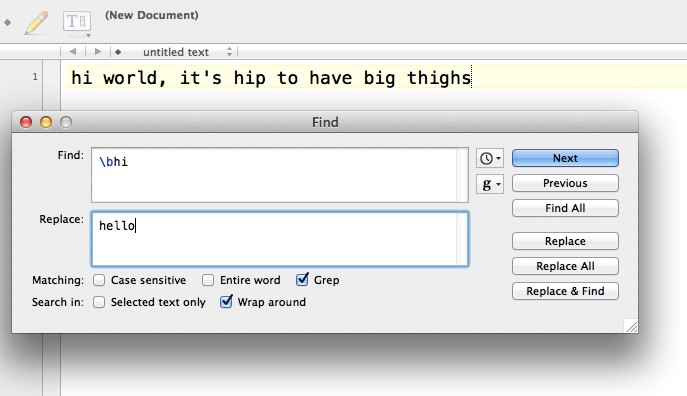 (New Document)
untitled text
1 hi world, it's hip to have big thighs
Find
Find: \bhi
Next
g
Previous
Find All
Replace: hello
Replace
Replace All
Matching: Case sensitive Entire word Grep
Search in: Selected text only Wrap around
Replace & Find